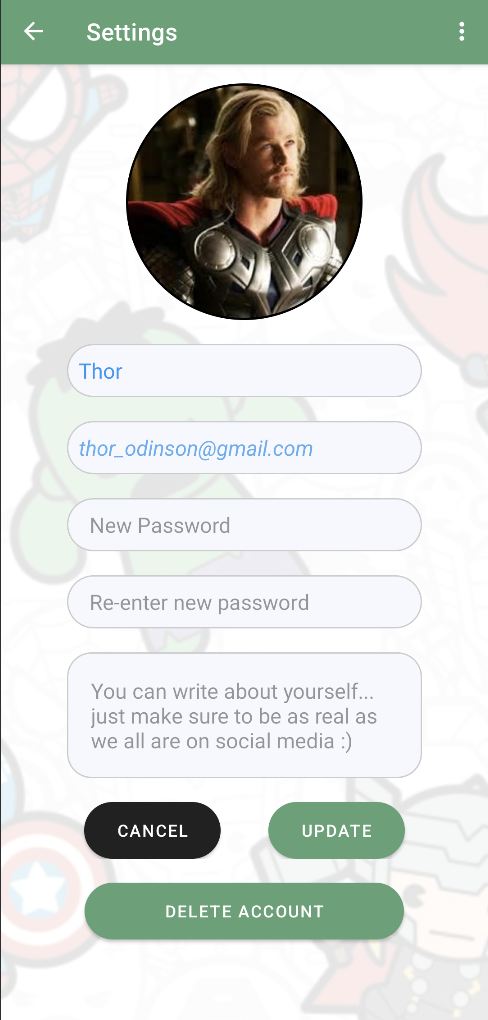 Settings
Thor
thor_odinson@gmail.com
New Password
Re-enter new password
You can write about yourself...
just make sure to be as real as
we all are on social media :)
CANCEL
UPDATE
DELETE ACCOUNT